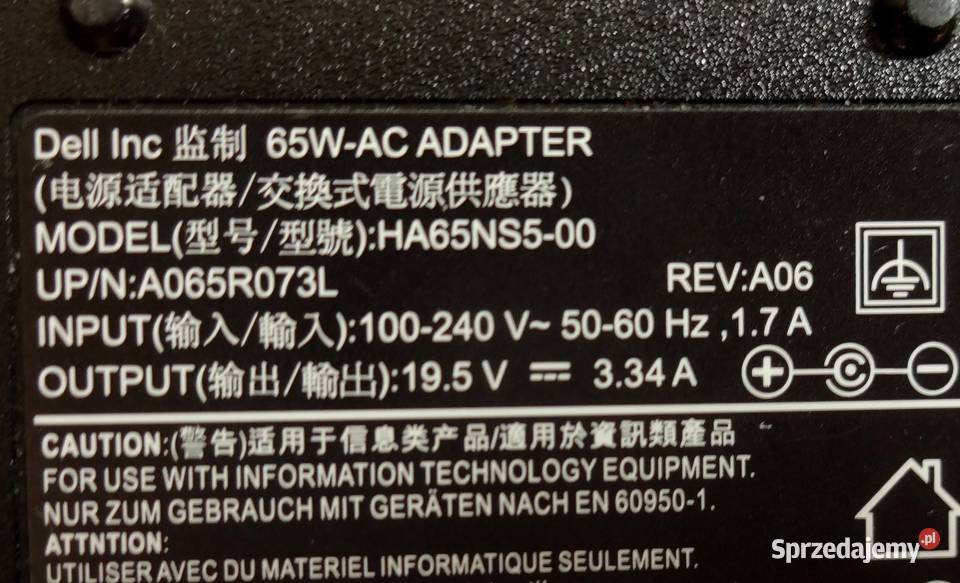 Dell Inc 监制 65W-AC ADAPTER
(电源适配器/交換式電源供應器)
MODEL(型号/型號):HA65NS5-00
UP/N:A065R073L REV:A06
INPUT(输入/輸入):100-240 V~ 50-60 Hz ,1.7 A
OUTPUT(输出/輸出):19.5 V ⎓ 3.34 A
CAUTION:(警告)适用于信息类产品/適用於資訊類產品
FOR USE WITH INFORMATION TECHNOLOGY EQUIPMENT.
NUR ZUM GEBRAUCH MIT GERÄTEN NACH EN 60950-1.
ATTNTION:
UTILISER AVEC DU MATERIEL INFORMATIQUE SEULEMENT.
Sprzedajemy.pl